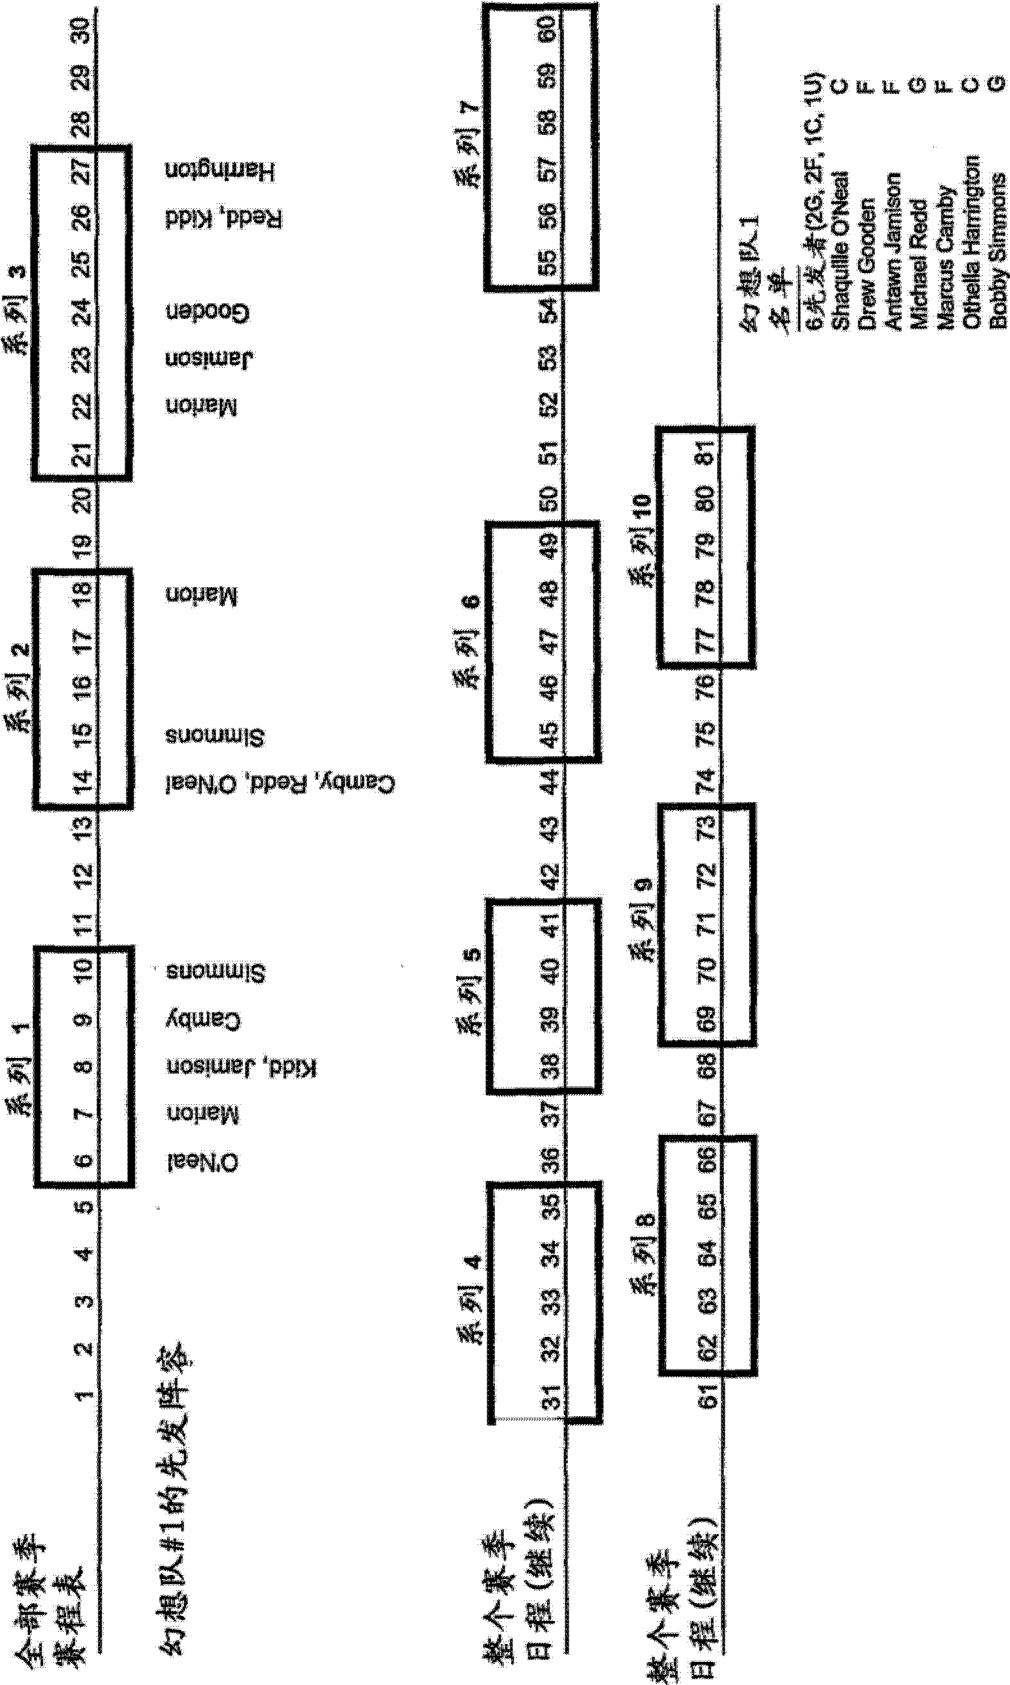 全部赛季
赛程表
系列 1
系列 2
系列 3
1 2 3 4 5 6 7 8 9 10 11 12 13 14 15 16 17 18 19 20 21 22 23 24 25 26 27 28 29 30
幻想队#1的先发阵容
O'Neal
Marion
Jamison, Kidd
Camby
Simmons
Camby, Redd, O'Neal
Simmons
Marion
Marion
Jamison
Gooden
Redd, Kidd
Harrington
整个赛季
日程(继续)
系列 4
系列 5
系列 6
系列 7
31 32 33 34 35 36 37 38 39 40 41 42 43 44 45 46 47 48 49 50 51 52 53 54 55 56 57 58 59 60
整个赛季
日程(继续)
系列 8
系列 9
系列 10
61 62 63 64 65 66 67 68 69 70 71 72 73 74 75 76 77 78 79 80 81
幻想队1
名单
6先发者(2G, 2F, 1C, 1U)
Shaquille O'Neal C
Drew Gooden F
Antawn Jamison F
Michael Redd G
Marcus Camby F
Othella Harrington C
Bobby Simmons G